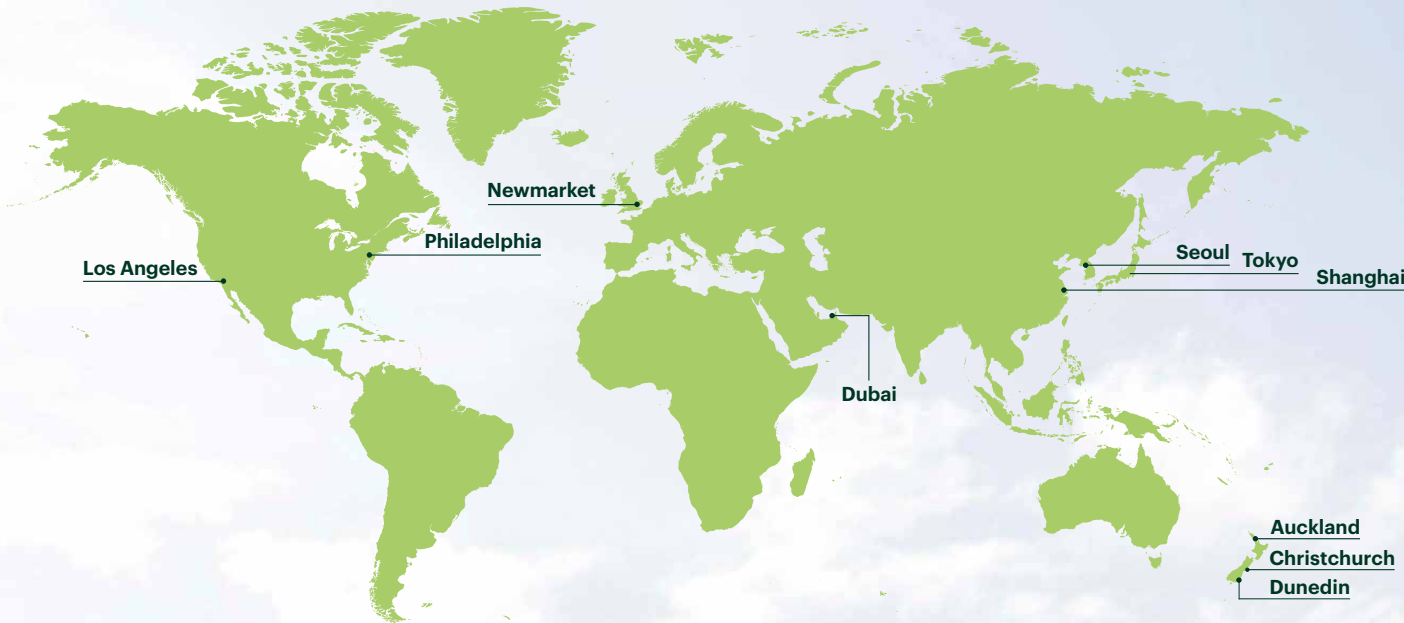 Newmarket
Philadelphia
Los Angeles
Seoul
Tokyo
Shanghai
Dubai
Auckland
Christchurch
Dunedin